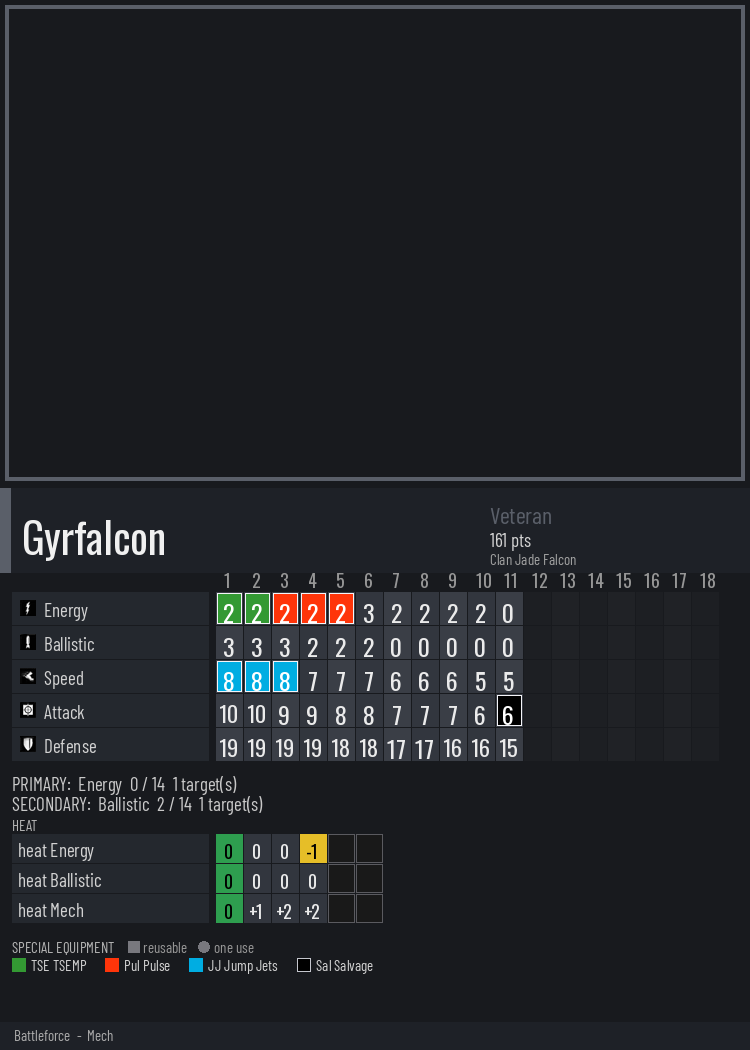 Gyrfalcon
Veteran
161 pts
Clan Jade Falcon
1 2 3 4 5 6 7 8 9 10 11 12 13 14 15 16 17 18
Energy 2 2 2 2 2 3 2 2 2 2 0
Ballistic 3 3 3 2 2 2 0 0 0 0 0
Speed 8 8 8 7 7 7 6 6 6 5 5
Attack 10 10 9 9 8 8 7 7 7 6 6
Defense 19 19 19 19 18 18 17 17 16 16 15
PRIMARY: Energy 0 / 14 1 target(s)
SECONDARY: Ballistic 2 / 14 1 target(s)
HEAT
heat Energy 0 0 0 -1
heat Ballistic 0 0 0 0
heat Mech 0 +1 +2 +2
SPECIAL EQUIPMENT reusable one use
TSE TSEMP Pul Pulse JJ Jump Jets Sal Salvage
Battleforce - Mech